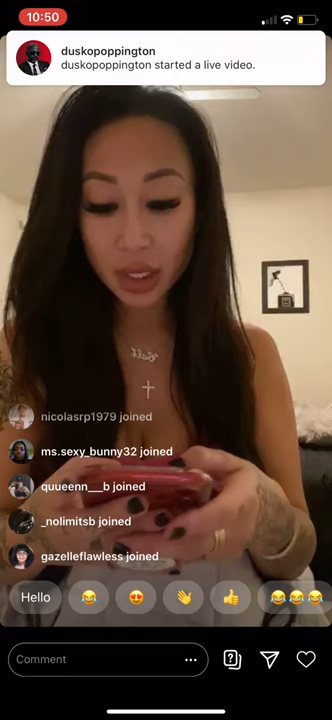 10:50
duskopoppington
duskopoppington started a live video.
nicolasrp1979 joined
ms.sexy_bunny32 joined
quueenn___b joined
_nolimitsb joined
gazelleflawless joined
Hello
Comment